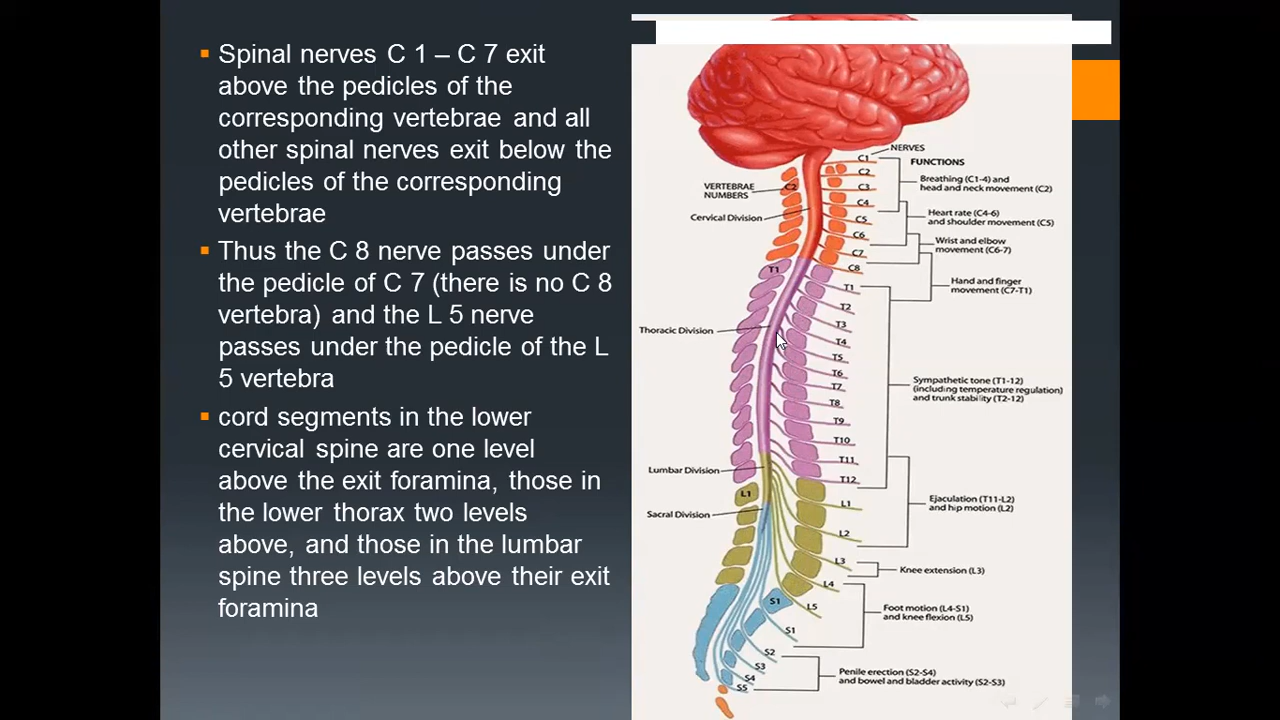 Spinal nerves C 1 – C 7 exit
above the pedicles of the
corresponding vertebrae and all
other spinal nerves exit below the
pedicles of the corresponding
vertebrae
Thus the C 8 nerve passes under
the pedicle of C 7 (there is no C 8
vertebra) and the L 5 nerve
passes under the pedicle of the L
5 vertebra
cord segments in the lower
cervical spine are one level
above the exit foramina, those in
the lower thorax two levels
above, and those in the lumbar
spine three levels above their exit
foramina
NERVES
FUNCTIONS
C1
C2
C3
C4
C5
C6
C7
C8
T1
T2
T3
T4
T5
T6
T7
T8
T9
T10
T11
T12
L1
L2
L3
L4
L5
S1
S2
S3
S4
S5
VERTEBRAE
NUMBERS
C2
Cervical Division
T1
Thoracic Division
Lumbar Division
L1
Sacral Division
S1
Breathing (C1-4) and
head and neck movement (C2)
Heart rate (C4-6)
and shoulder movement (C5)
Wrist and elbow
movement (C6-7)
Hand and finger
movement (C7-T1)
Sympathetic tone (T1-12)
(including temperature regulation)
and trunk stability (T2-12)
Ejaculation (T11-L2)
and hip motion (L2)
Knee extension (L3)
Foot motion (L4-S1)
and knee flexion (L5)
Penile erection (S2-S4)
and bowel and bladder activity (S2-S3)